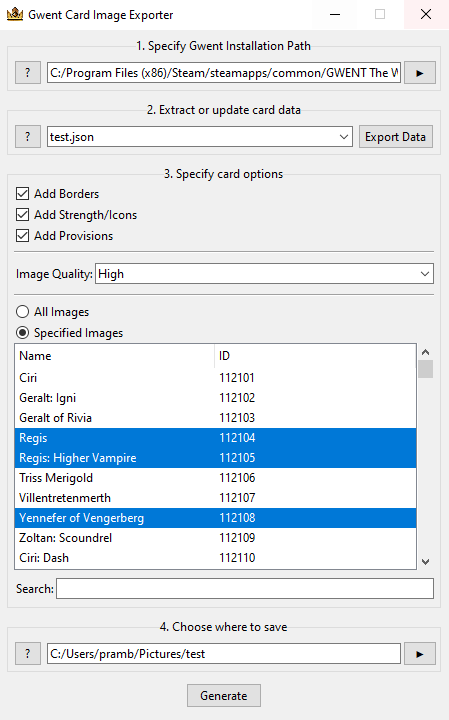 Gwent Card Image Exporter
1. Specify Gwent Installation Path
? C:/Program Files (x86)/Steam/steamapps/common/GWENT The W
2. Extract or update card data
? test.json Export Data
3. Specify card options
Add Borders
Add Strength/Icons
Add Provisions
Image Quality: High
All Images
Specified Images
Name ID
Ciri 112101
Geralt: Igni 112102
Geralt of Rivia 112103
Regis 112104
Regis: Higher Vampire 112105
Triss Merigold 112106
Villentretenmerth 112107
Yennefer of Vengerberg 112108
Zoltan: Scoundrel 112109
Ciri: Dash 112110
Search:
4. Choose where to save
? C:/Users/pramb/Pictures/test
Generate